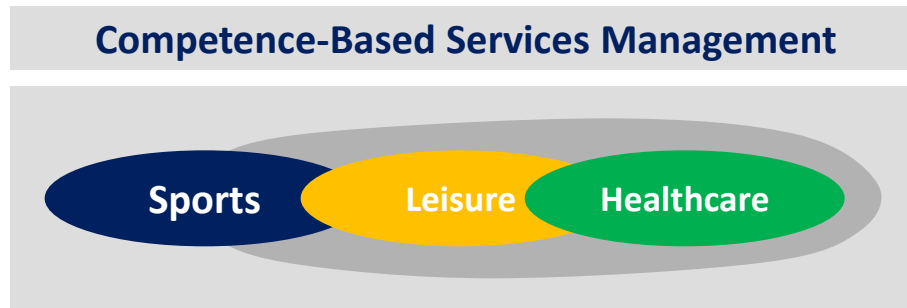 Competence-Based Services Management
Sports Leisure Healthcare